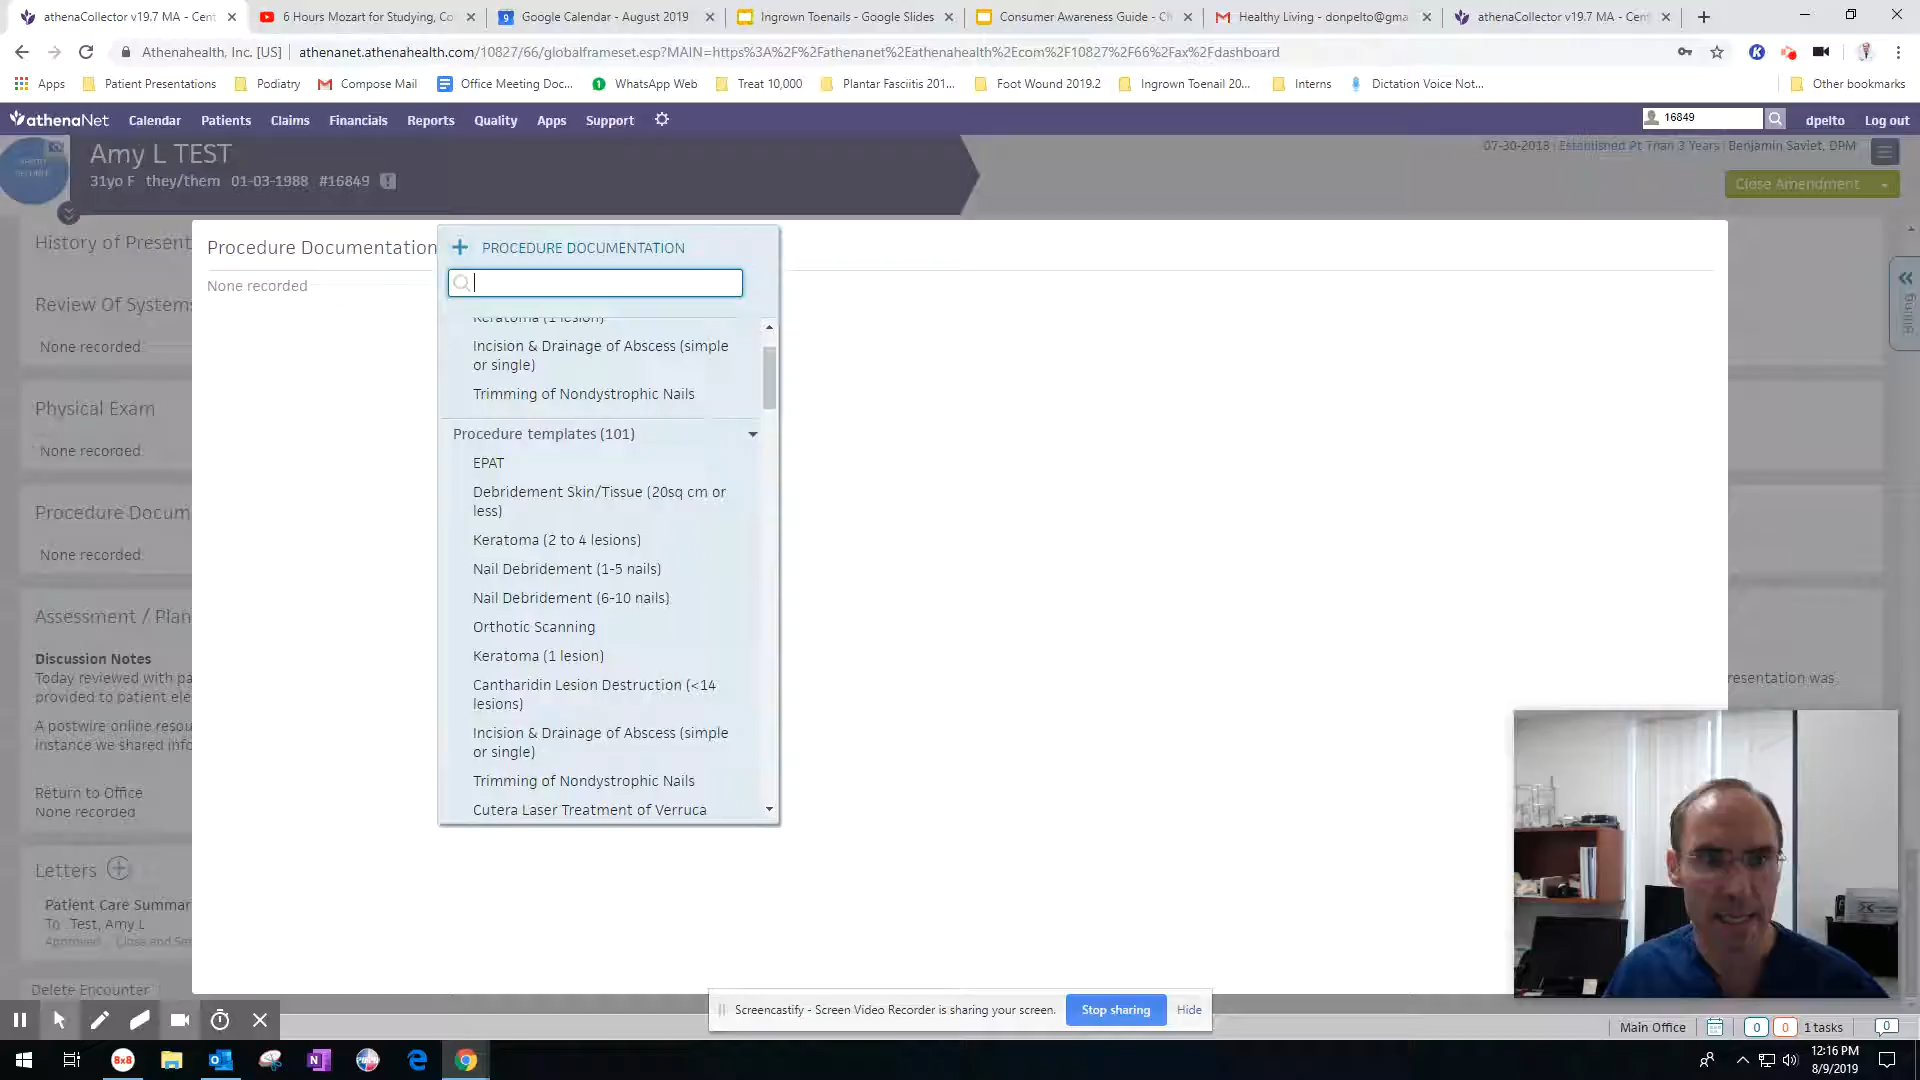 athenaCollector v19.7 MA - Cent
6 Hours Mozart for Studying, Co
Google Calendar - August 2019
Ingrown Toenails - Google Slides
Consumer Awareness Guide - Ch
Healthy Living - donpelto@gma
athenaCollector v19.7 MA - Cent
Athenahealth, Inc. [US]
athenanet.athenahealth.com/10827/66/globalframeset.esp?MAIN=https%3A%2F%2Fathenanet%2Eathenahealth%2Ecom%2F10827%2F66%2Fax%2Fdashboard
Apps
Patient Presentations
Podiatry
Compose Mail
Office Meeting Doc...
WhatsApp Web
Treat 10,000
Plantar Fasciitis 201...
Foot Wound 2019.2
Ingrown Toenail 20...
Interns
Dictation Voice Not...
Other bookmarks
athenaNet
Calendar
Patients
Claims
Financials
Reports
Quality
Apps
Support
16849
dpelto
Log out
Amy L TEST
31yo F they/them 01-03-1988 #16849
07-30-2018 | Established Pt Than 3 Years | Benjamin Saviet, DPM
Close Amendment
History of Present
Review Of Systems
None recorded
Physical Exam
None recorded
Procedure Docum
None recorded
Assessment / Plan
Discussion Notes
Today reviewed with pa
provided to patient ele
resentation was
A postwire online resou
instance we shared info
Return to Office
None recorded
Letters
Patient Care Summar
To Test, Amy L
Approved
Delete Encounter
Procedure Documentation
None recorded
PROCEDURE DOCUMENTATION
Keratoma (1 lesion)
Incision & Drainage of Abscess (simple
or single)
Trimming of Nondystrophic Nails
Procedure templates (101)
EPAT
Debridement Skin/Tissue (20sq cm or
less)
Keratoma (2 to 4 lesions)
Nail Debridement (1-5 nails)
Nail Debridement (6-10 nails)
Orthotic Scanning
Keratoma (1 lesion)
Cantharidin Lesion Destruction (<14
lesions)
Incision & Drainage of Abscess (simple
or single)
Trimming of Nondystrophic Nails
Cutera Laser Treatment of Verruca
Billing
Screencastify - Screen Video Recorder is sharing your screen.
Stop sharing
Hide
Main Office
0
0
1 tasks
0
8x8
12:16 PM
8/9/2019